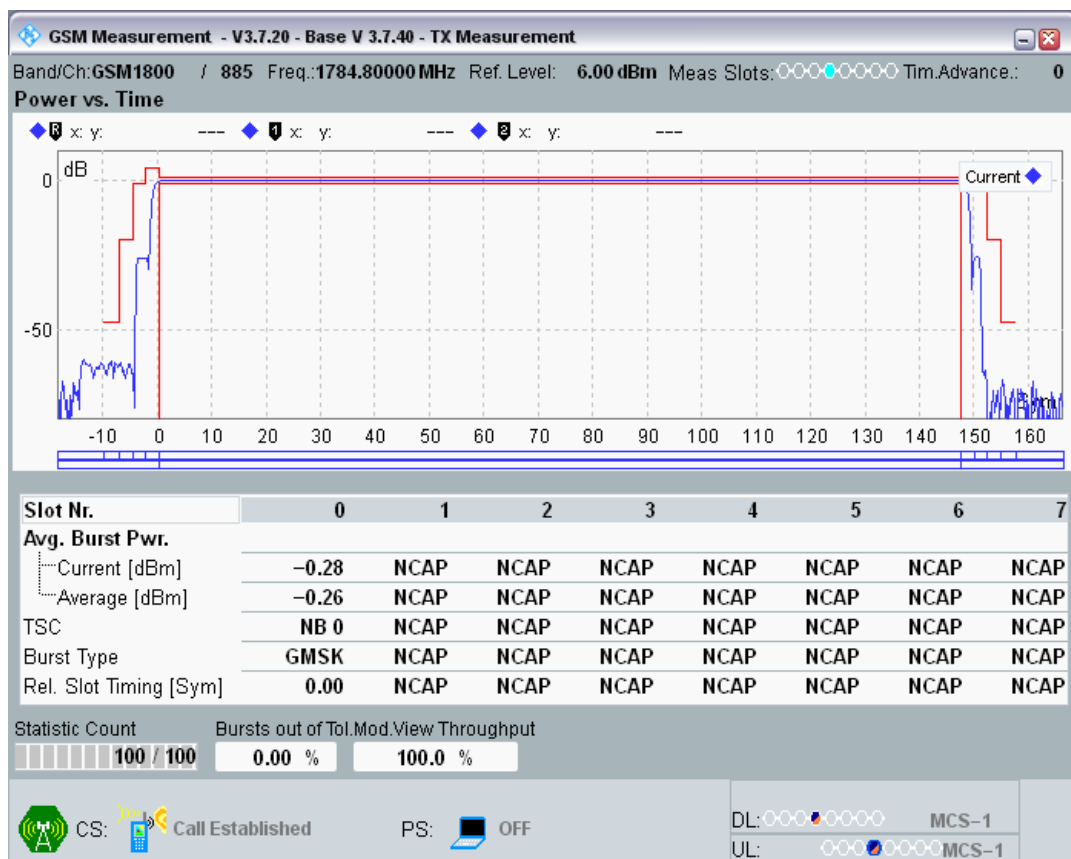 GSM Measurement - V3.7.20 - Base V 3.7.40 - TX Measurement
Band/Ch:GSM1800 / 885 Freq.:1784.80000 MHz Ref. Level: 6.00 dBm Meas Slots: Tim.Advance.: 0
Power vs. Time
R x: y: --- 1 x: y: --- 2 x: y: ---
dB
Current
0
-50
Sym
-10 0 10 20 30 40 50 60 70 80 90 100 110 120 130 140 150 160
Slot Nr. 0 1 2 3 4 5 6 7
Avg. Burst Pwr.
Current [dBm] −0.28 NCAP NCAP NCAP NCAP NCAP NCAP NCAP
Average [dBm] −0.26 NCAP NCAP NCAP NCAP NCAP NCAP NCAP
TSC NB 0 NCAP NCAP NCAP NCAP NCAP NCAP NCAP
Burst Type GMSK NCAP NCAP NCAP NCAP NCAP NCAP NCAP
Rel. Slot Timing [Sym] 0.00 NCAP NCAP NCAP NCAP NCAP NCAP NCAP
Statistic Count Bursts out of Tol. Mod.View Throughput
100 / 100 0.00 % 100.0 %
CS: Call Established PS: OFF
DL: MCS−1
UL: MCS−1